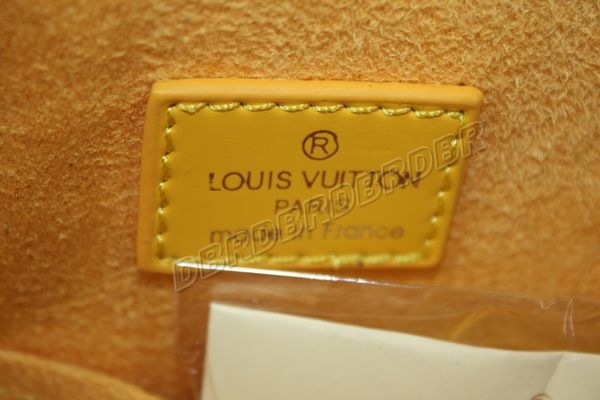 ®
LOUIS VUITTON
PARIS
made in France
DBRDBRDBRDBR